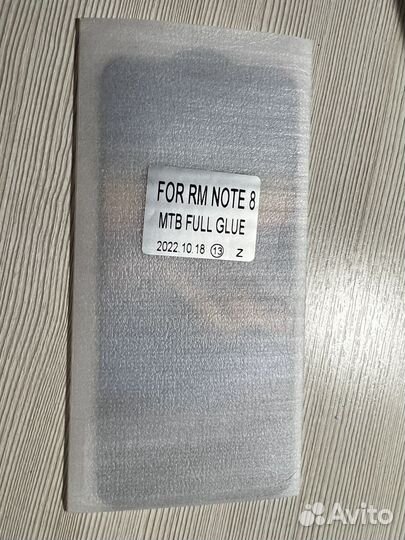 FOR RM NOTE 8
MTB FULL GLUE
2022.10.18 13 Z
Avito